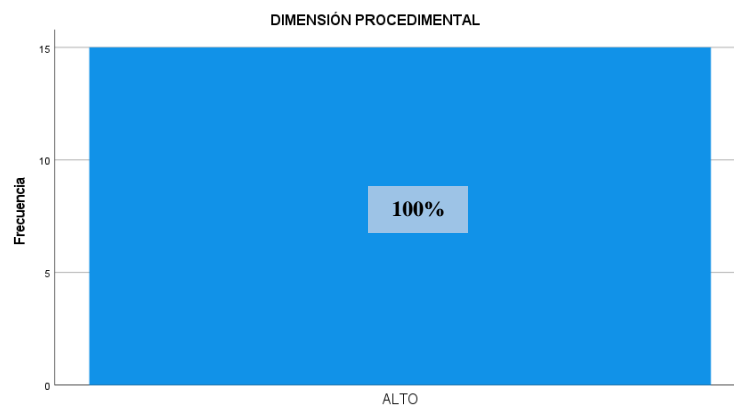 DIMENSIÓN PROCEDIMENTAL
Frecuencia
15
10
5
0
100%
ALTO